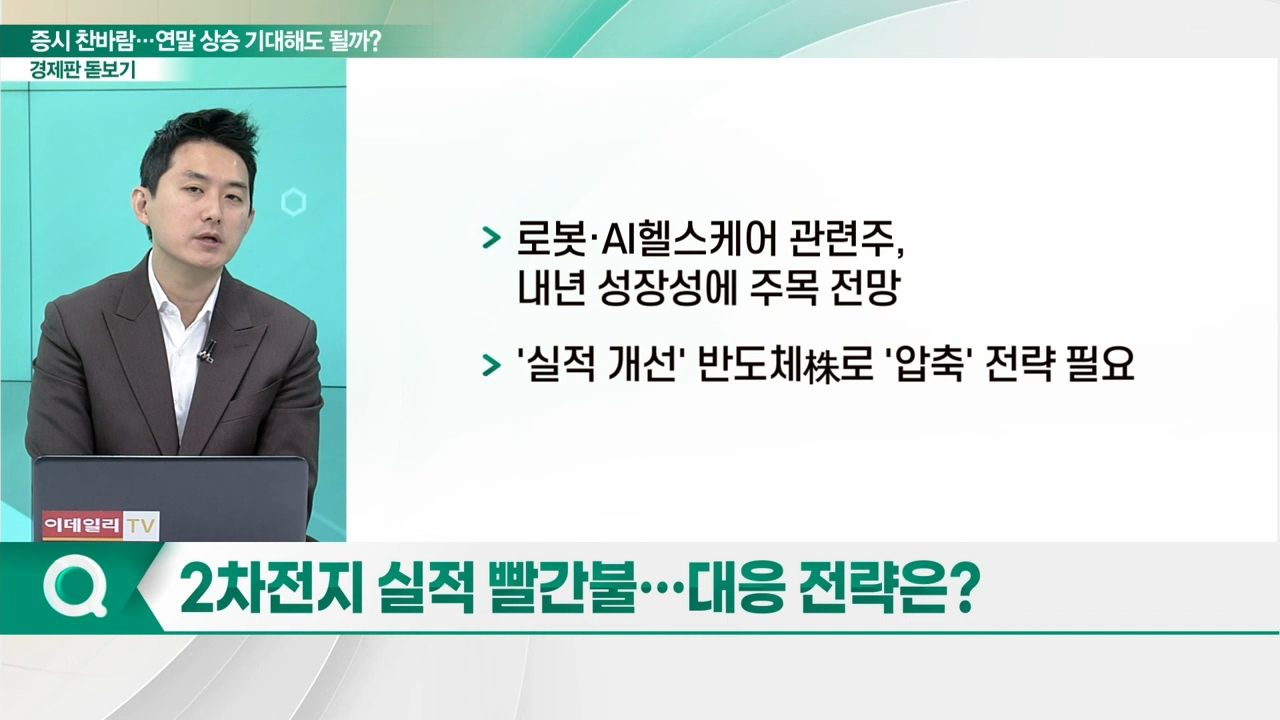 증시 찬바람…연말 상승 기대해도 될까?
경제판 돋보기
로봇·AI헬스케어 관련주,
내년 성장성에 주목 전망
'실적 개선' 반도체株로 '압축' 전략 필요
이데일리 TV
Q 2차전지 실적 빨간불…대응 전략은?